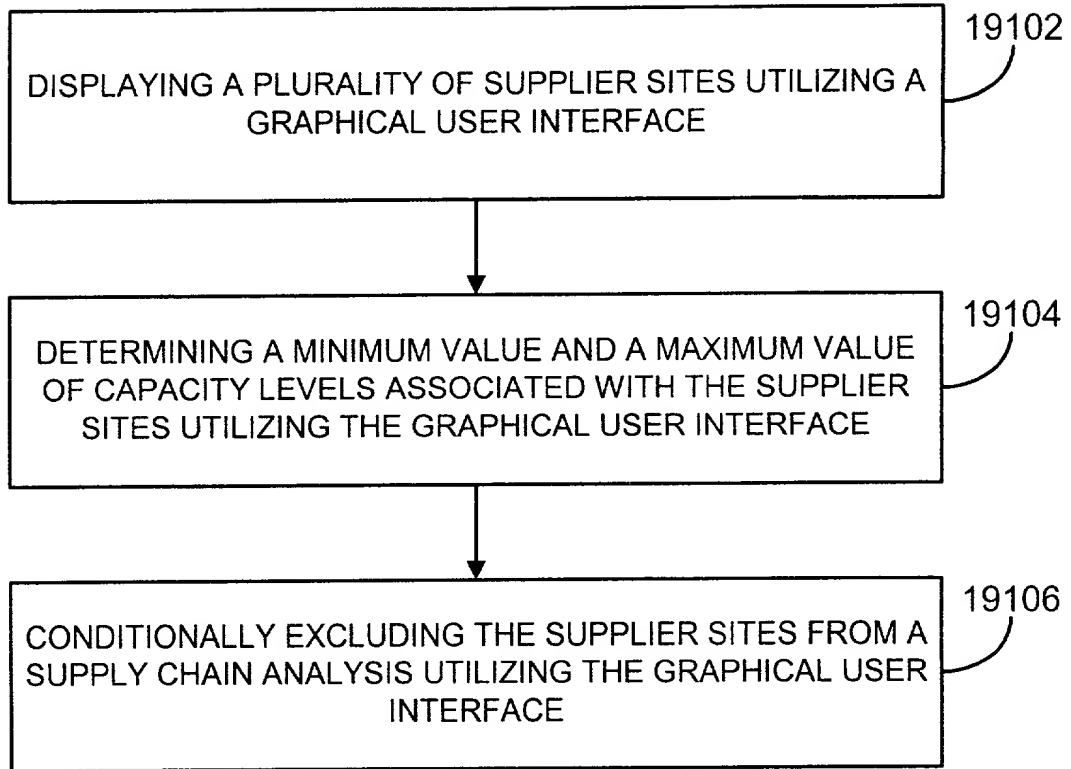 19102
DISPLAYING A PLURALITY OF SUPPLIER SITES UTILIZING A
GRAPHICAL USER INTERFACE
19104
DETERMINING A MINIMUM VALUE AND A MAXIMUM VALUE
OF CAPACITY LEVELS ASSOCIATED WITH THE SUPPLIER
SITES UTILIZING THE GRAPHICAL USER INTERFACE
19106
CONDITIONALLY EXCLUDING THE SUPPLIER SITES FROM A
SUPPLY CHAIN ANALYSIS UTILIZING THE GRAPHICAL USER
INTERFACE